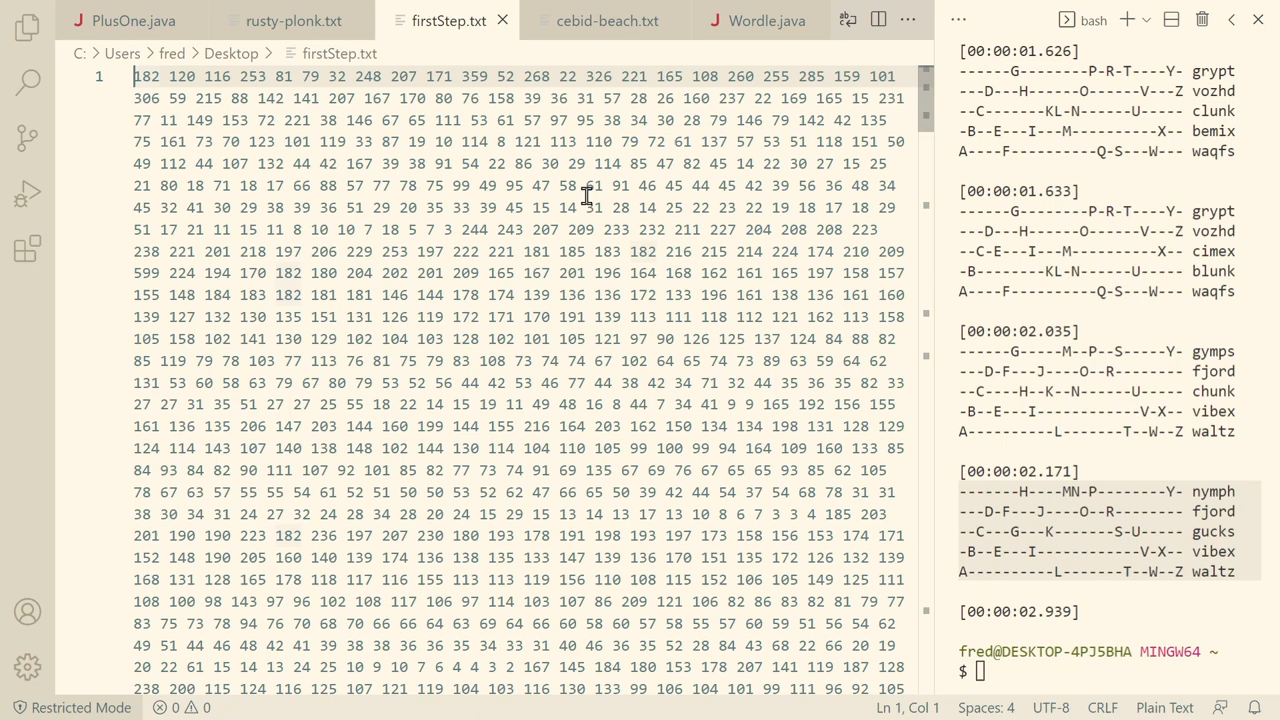 PlusOne.java rusty-plonk.txt firstStep.txt cebid-beach.txt Wordle.java
C: > Users > fred > Desktop > firstStep.txt
1
182 120 116 253 81 79 32 248 207 171 359 52 268 22 326 221 165 108 260 255 285 159 101
306 59 215 88 142 141 207 167 170 80 76 158 39 36 31 57 28 26 160 237 22 169 165 15 231
77 11 149 153 72 221 38 146 67 65 111 53 61 57 97 95 38 34 30 28 79 146 79 142 42 135
75 161 73 70 123 101 119 33 87 19 10 114 8 121 113 110 79 72 61 137 57 53 51 118 151 50
49 112 44 107 132 44 42 167 39 38 91 54 22 86 30 29 114 85 47 82 45 14 22 30 27 15 25
21 80 18 71 18 17 66 88 57 77 78 75 99 49 95 47 58 61 91 46 45 44 45 42 39 56 36 48 34
45 32 41 30 29 38 39 36 51 29 20 35 33 39 45 15 14 31 28 14 25 22 23 22 19 18 17 18 29
51 17 21 11 15 11 8 10 10 7 18 5 7 3 244 243 207 209 233 232 211 227 204 208 208 223
238 221 201 218 197 206 229 253 197 222 221 181 185 183 182 216 215 214 224 174 210 209
599 224 194 170 182 180 204 202 201 209 165 167 201 196 164 168 162 161 165 197 158 157
155 148 184 183 182 181 181 146 144 178 174 139 136 136 172 133 196 161 138 136 161 160
139 127 132 130 135 151 131 126 119 172 171 170 191 139 113 111 118 112 121 162 113 158
105 158 102 141 130 129 102 104 103 128 102 101 105 121 97 90 126 125 137 124 84 88 82
85 119 79 78 103 77 113 76 81 75 79 83 108 73 74 74 67 102 64 65 74 73 89 63 59 64 62
131 53 60 58 63 79 67 80 79 53 52 56 44 42 53 46 77 44 38 42 34 71 32 44 35 36 35 82 33
27 27 31 35 51 27 27 25 55 18 22 14 15 19 11 49 48 16 8 44 7 34 41 9 9 165 192 156 155
161 136 135 206 147 203 144 160 199 144 155 216 164 203 162 150 134 134 198 131 128 129
124 114 143 107 140 138 148 102 144 130 114 104 110 105 99 100 99 94 164 109 160 133 85
84 93 84 82 90 111 107 92 101 85 82 77 73 74 91 69 135 67 69 76 67 65 65 93 85 62 105
78 67 63 57 55 55 54 61 52 51 50 50 53 52 62 47 66 65 50 39 42 44 54 37 54 68 78 31 31
38 30 34 31 24 27 32 24 28 34 28 20 24 15 29 15 13 14 13 17 13 10 8 6 7 3 3 4 185 203
201 190 190 223 182 236 197 207 230 180 193 178 191 198 193 197 173 158 156 153 174 171
152 148 190 205 160 140 139 174 136 138 135 133 147 139 136 170 151 135 172 126 132 139
168 131 128 165 178 118 117 116 155 113 113 119 156 110 108 115 152 106 105 149 125 111
108 100 98 143 97 96 102 108 117 106 97 114 103 107 86 209 121 106 82 86 83 82 81 79 77
83 75 73 78 94 76 70 68 70 66 66 64 63 69 64 66 60 58 60 57 58 55 57 60 59 51 56 54 62
49 51 44 46 48 42 41 39 38 38 36 36 35 34 33 31 40 46 36 35 52 28 84 43 68 22 66 20 19
20 22 61 15 14 13 24 25 10 9 10 7 6 4 4 3 2 167 145 184 180 153 178 207 141 119 187 128
238 200 115 124 116 125 107 121 119 104 103 116 130 133 99 106 104 101 99 111 96 92 105
bash
[00:00:01.626]
------G--------P-R-T----Y- grypt
---D---H------O------V---Z vozhd
--C--------KL-N------U---- clunk
-B--E---I---M----------X-- bemix
A----F----------Q-S---W--- waqfs
[00:00:01.633]
------G--------P-R-T----Y- grypt
---D---H------O------V---Z vozhd
--C-E---I---M----------X-- cimex
-B--------KL-N------U----- blunk
A----F----------Q-S---W--- waqfs
[00:00:02.035]
------G-----M--P--S-----Y- gymps
---D-F---J----O--R-------- fjord
--C----H--K--N------U----- chunk
-B--E---I------------V-X-- vibex
A----------L-------T--W--Z waltz
[00:00:02.171]
-------H----MN-P--------Y- nymph
---D-F---J----O--R-------- fjord
--C---G---K-------S-U----- gucks
-B--E---I------------V-X-- vibex
A----------L-------T--W--Z waltz
[00:00:02.939]
fred@DESKTOP-4PJ5BHA MINGW64 ~
$
Restricted Mode 0 0 Ln 1, Col 1 Spaces: 4 UTF-8 CRLF Plain Text